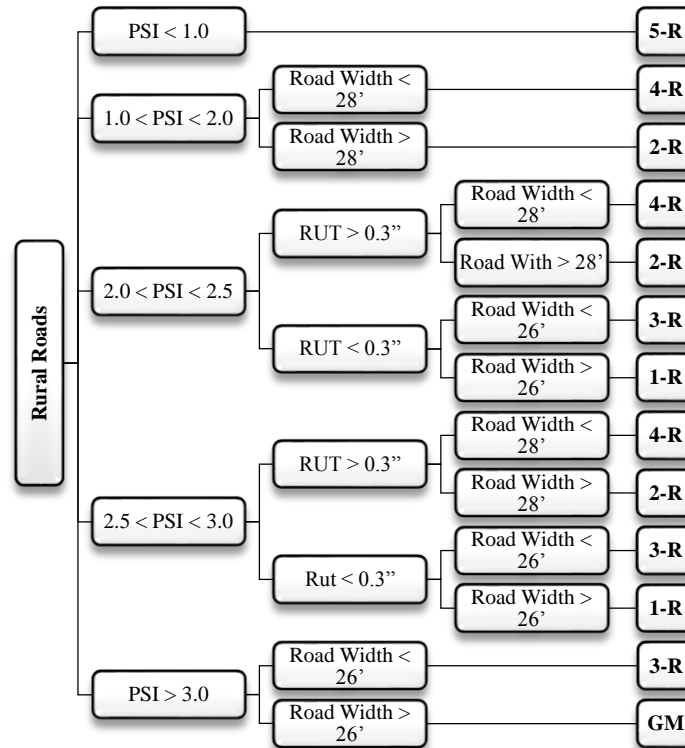 Rural Roads
PSI < 1.0
5-R
1.0 < PSI < 2.0
Road Width <
28’
4-R
Road Width >
28’
2-R
2.0 < PSI < 2.5
RUT > 0.3”
Road Width <
28’
4-R
Road With > 28’
2-R
RUT < 0.3”
Road Width <
26’
3-R
Road Width >
26’
1-R
2.5 < PSI < 3.0
RUT > 0.3”
Road Width <
28’
4-R
Road Width >
28’
2-R
Rut < 0.3”
Road Width <
26’
3-R
Road Width >
26’
1-R
PSI > 3.0
Road Width <
26’
3-R
Road Width >
26’
GM